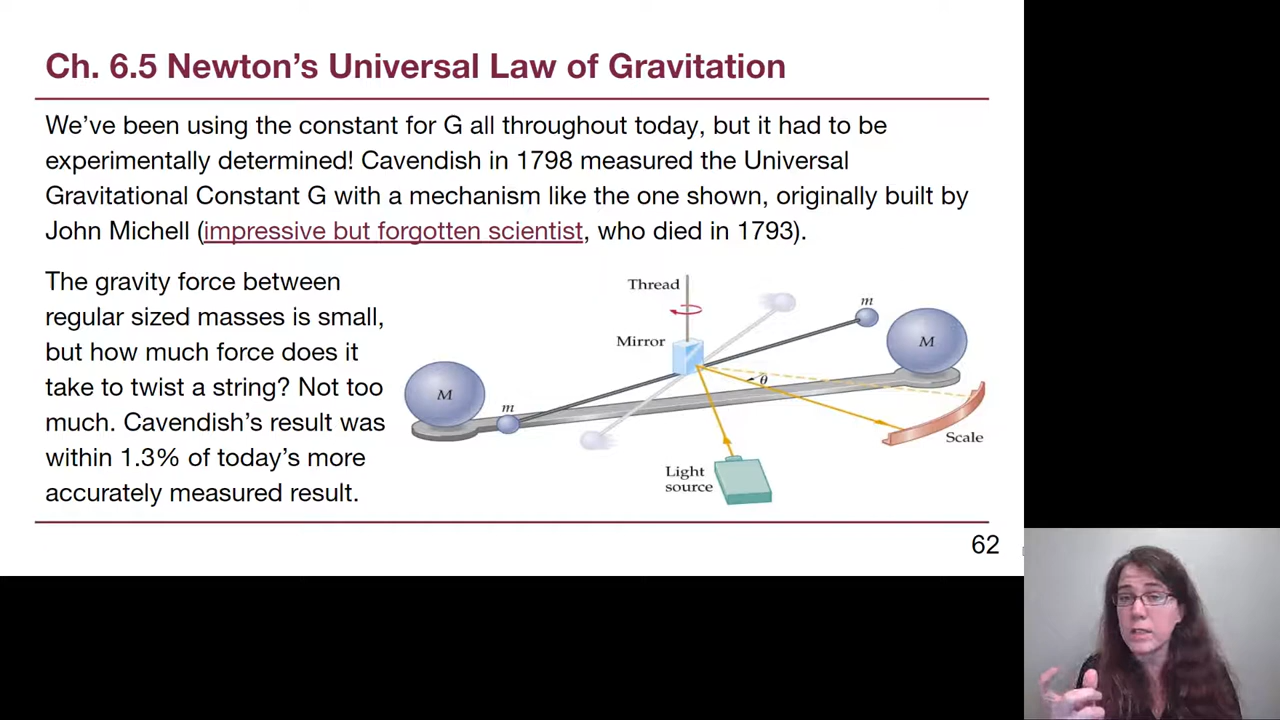 Ch. 6.5 Newton's Universal Law of Gravitation
We've been using the constant for G all throughout today, but it had to be
experimentally determined! Cavendish in 1798 measured the Universal
Gravitational Constant G with a mechanism like the one shown, originally built by
John Michell (impressive but forgotten scientist, who died in 1793).
The gravity force between
regular sized masses is small,
but how much force does it
take to twist a string? Not too
much. Cavendish's result was
within 1.3% of today's more
accurately measured result.
Thread
m
Mirror
M
M
θ
m
Scale
Light
source
62